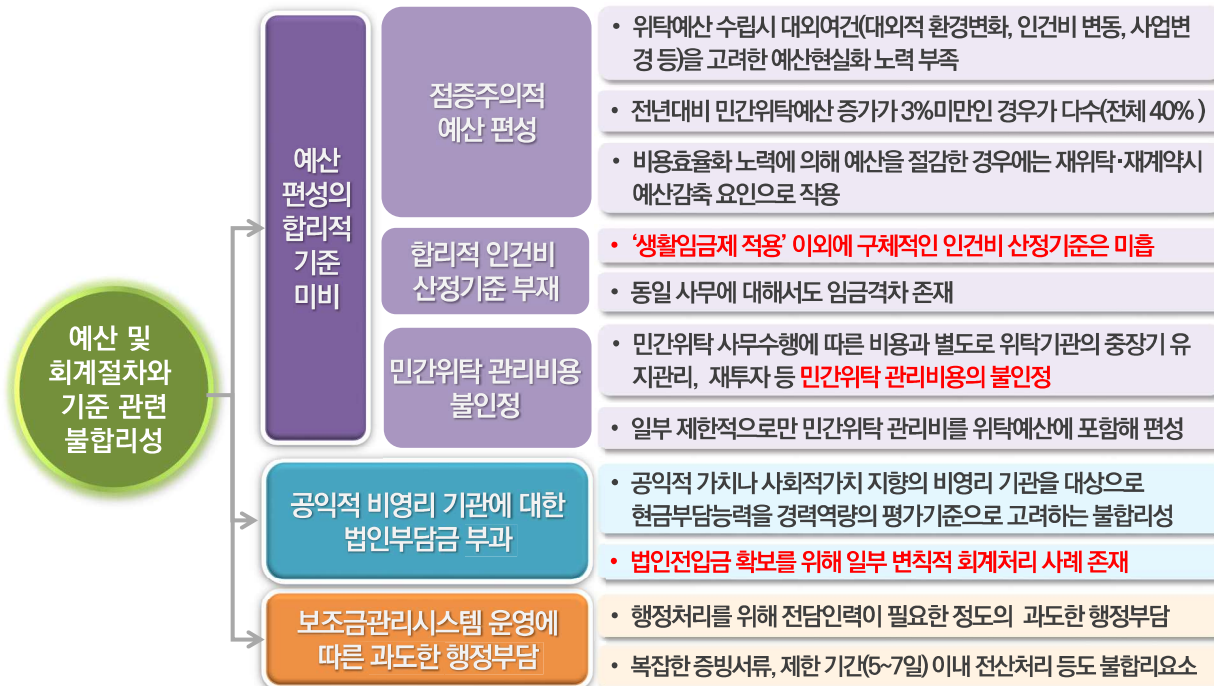 예산 및
회계절차와
기준 관련
불합리성
예산
편성의
합리적
기준
미비
점증주의적
예산 편성
• 위탁예산 수립시 대외여건(대외적 환경변화, 인건비 변동, 사업변
경 등)을 고려한 예산현실화 노력 부족
• 전년대비 민간위탁예산 증가가 3%미만인 경우가 다수(전체 40% )
• 비용효율화 노력에 의해 예산을 절감한 경우에는 재위탁·재계약시
예산감축 요인으로 작용
합리적 인건비
산정기준 부재
• ‘생활임금제 적용’ 이외에 구체적인 인건비 산정기준은 미흡
• 동일 사무에 대해서도 임금격차 존재
민간위탁 관리비용
불인정
• 민간위탁 사무수행에 따른 비용과 별도로 위탁기관의 중장기 유
지관리, 재투자 등 민간위탁 관리비용의 불인정
• 일부 제한적으로만 민간위탁 관리비를 위탁예산에 포함해 편성
공익적 비영리 기관에 대한
법인부담금 부과
• 공익적 가치나 사회적가치 지향의 비영리 기관을 대상으로
현금부담능력을 경력역량의 평가기준으로 고려하는 불합리성
• 법인전입금 확보를 위해 일부 변칙적 회계처리 사례 존재
보조금관리시스템 운영에
따른 과도한 행정부담
• 행정처리를 위해 전담인력이 필요한 정도의 과도한 행정부담
• 복잡한 증빙서류, 제한 기간(5~7일) 이내 전산처리 등도 불합리요소